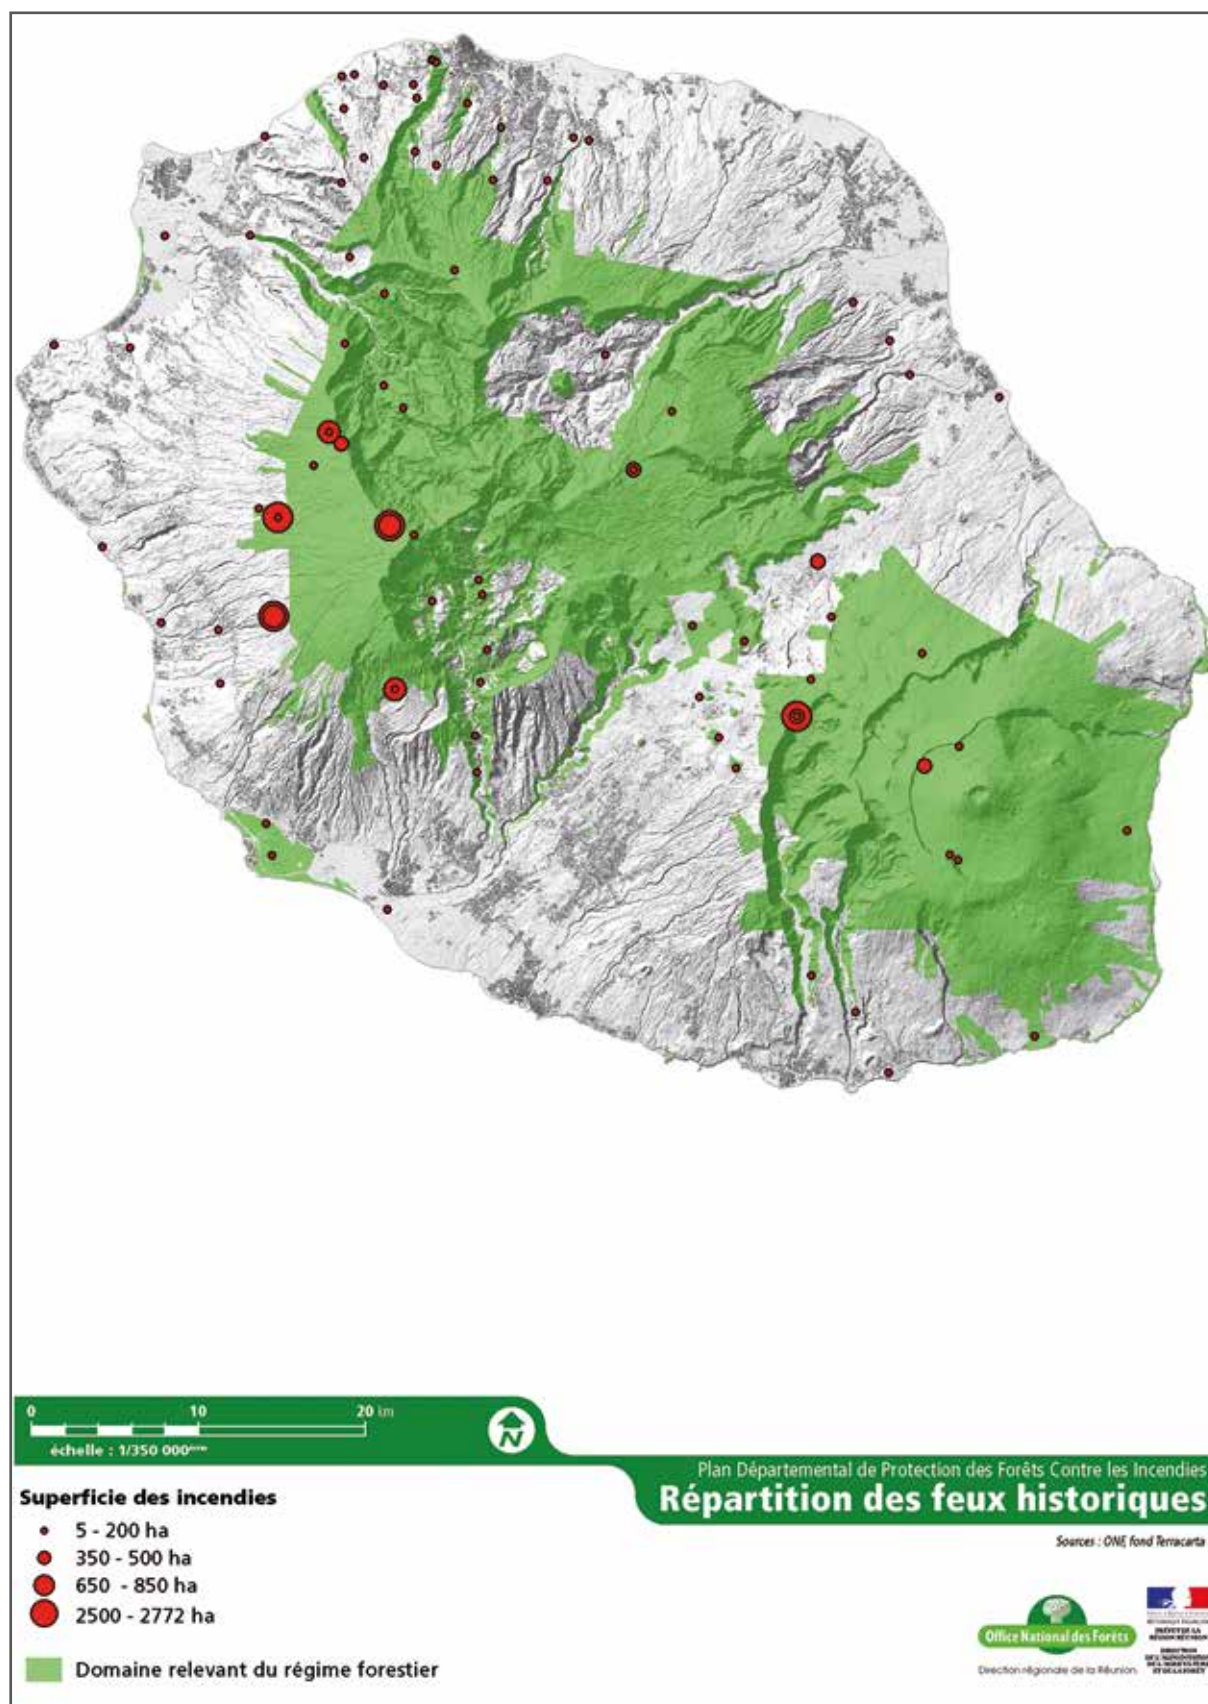 0 10 20 km
échelle : 1/350 000ème
N
Plan Départemental de Protection des Forêts Contre les Incendies
Répartition des feux historiques
Sources : ONF, fond Terracarta
Superficie des incendies
5 - 200 ha
350 - 500 ha
650 - 850 ha
2500 - 2772 ha
Domaine relevant du régime forestier
Office National des Forêts
Direction régionale de la Réunion